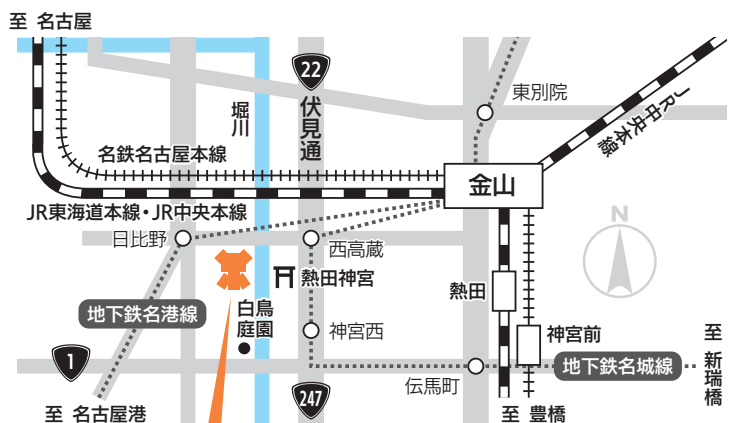 至 名古屋
22
東別院
堀川
伏見通
JR中央本線
名鉄名古屋本線
金山
JR東海道本線・JR中央本線
N
日比野
西高蔵
熱田神宮
熱田
地下鉄名港線
白鳥
庭園
神宮西
神宮前
至 新瑞橋
1
地下鉄名城線
伝馬町
247
至 名古屋港
至 豊橋